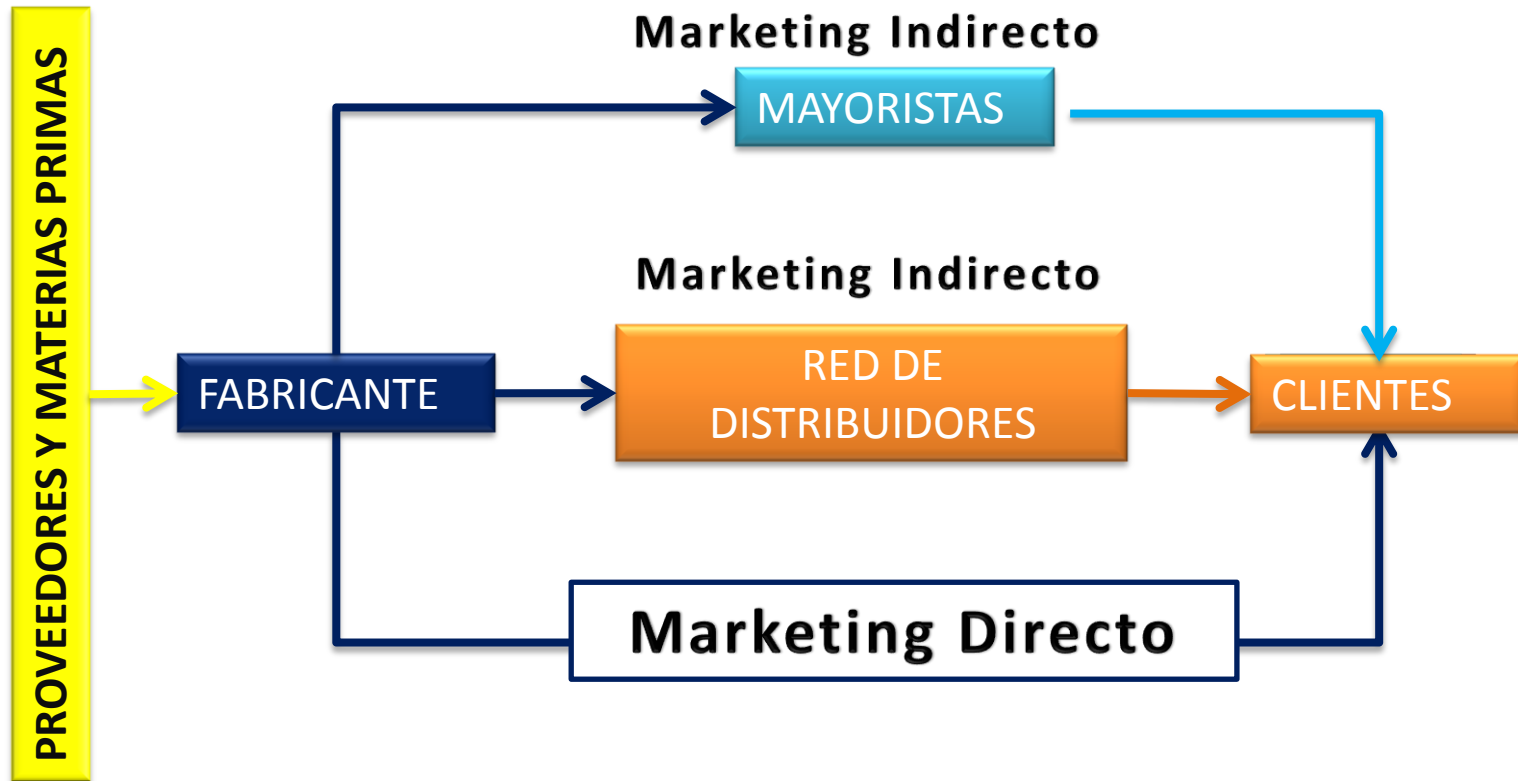 PROVEEDORES Y MATERIAS PRIMAS
Marketing Indirecto
MAYORISTAS
Marketing Indirecto
FABRICANTE
RED DE
DISTRIBUIDORES
CLIENTES
Marketing Directo